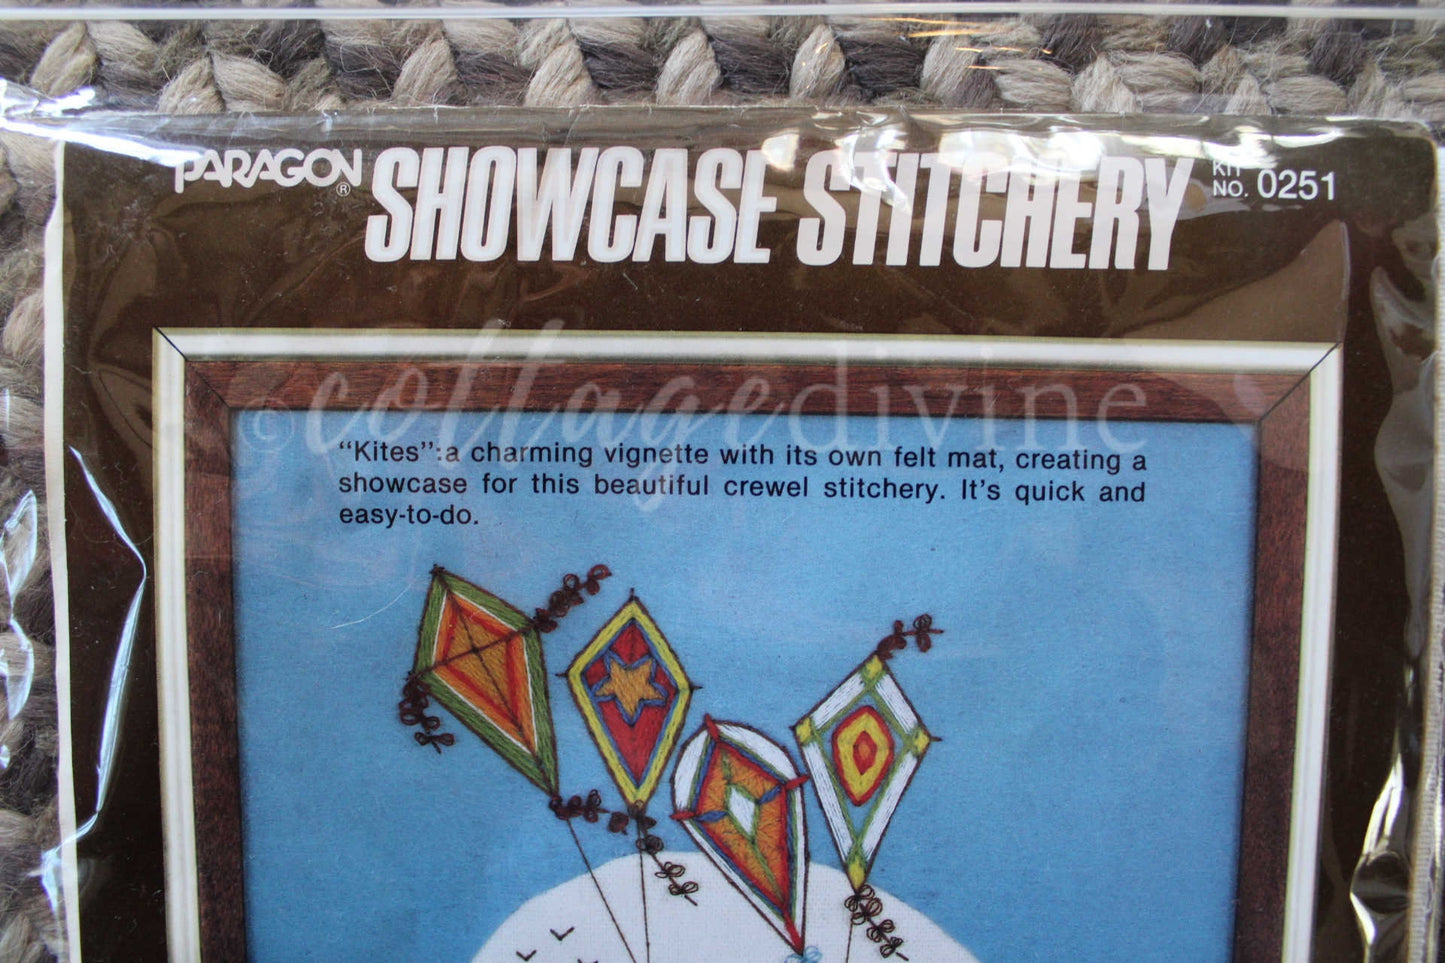 PARAGON® SHOWCASE STITCHERY KIT NO. 0251
©collagedivine
“Kites”:a charming vignette with its own felt mat, creating a
showcase for this beautiful crewel stitchery. It's quick and
easy-to-do.